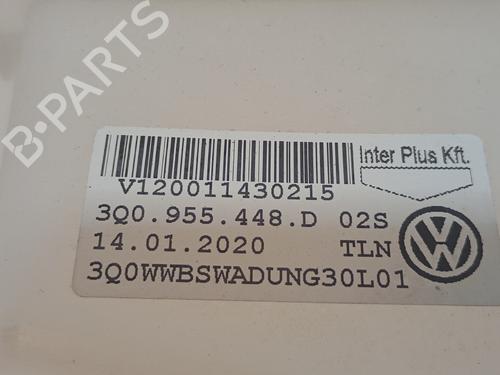 B·PARTS
Inter Plus Kft.
V120011430215
3Q0.955.448.D 02S
14.01.2020 TLN
3Q0WWBSWADUNG30L01